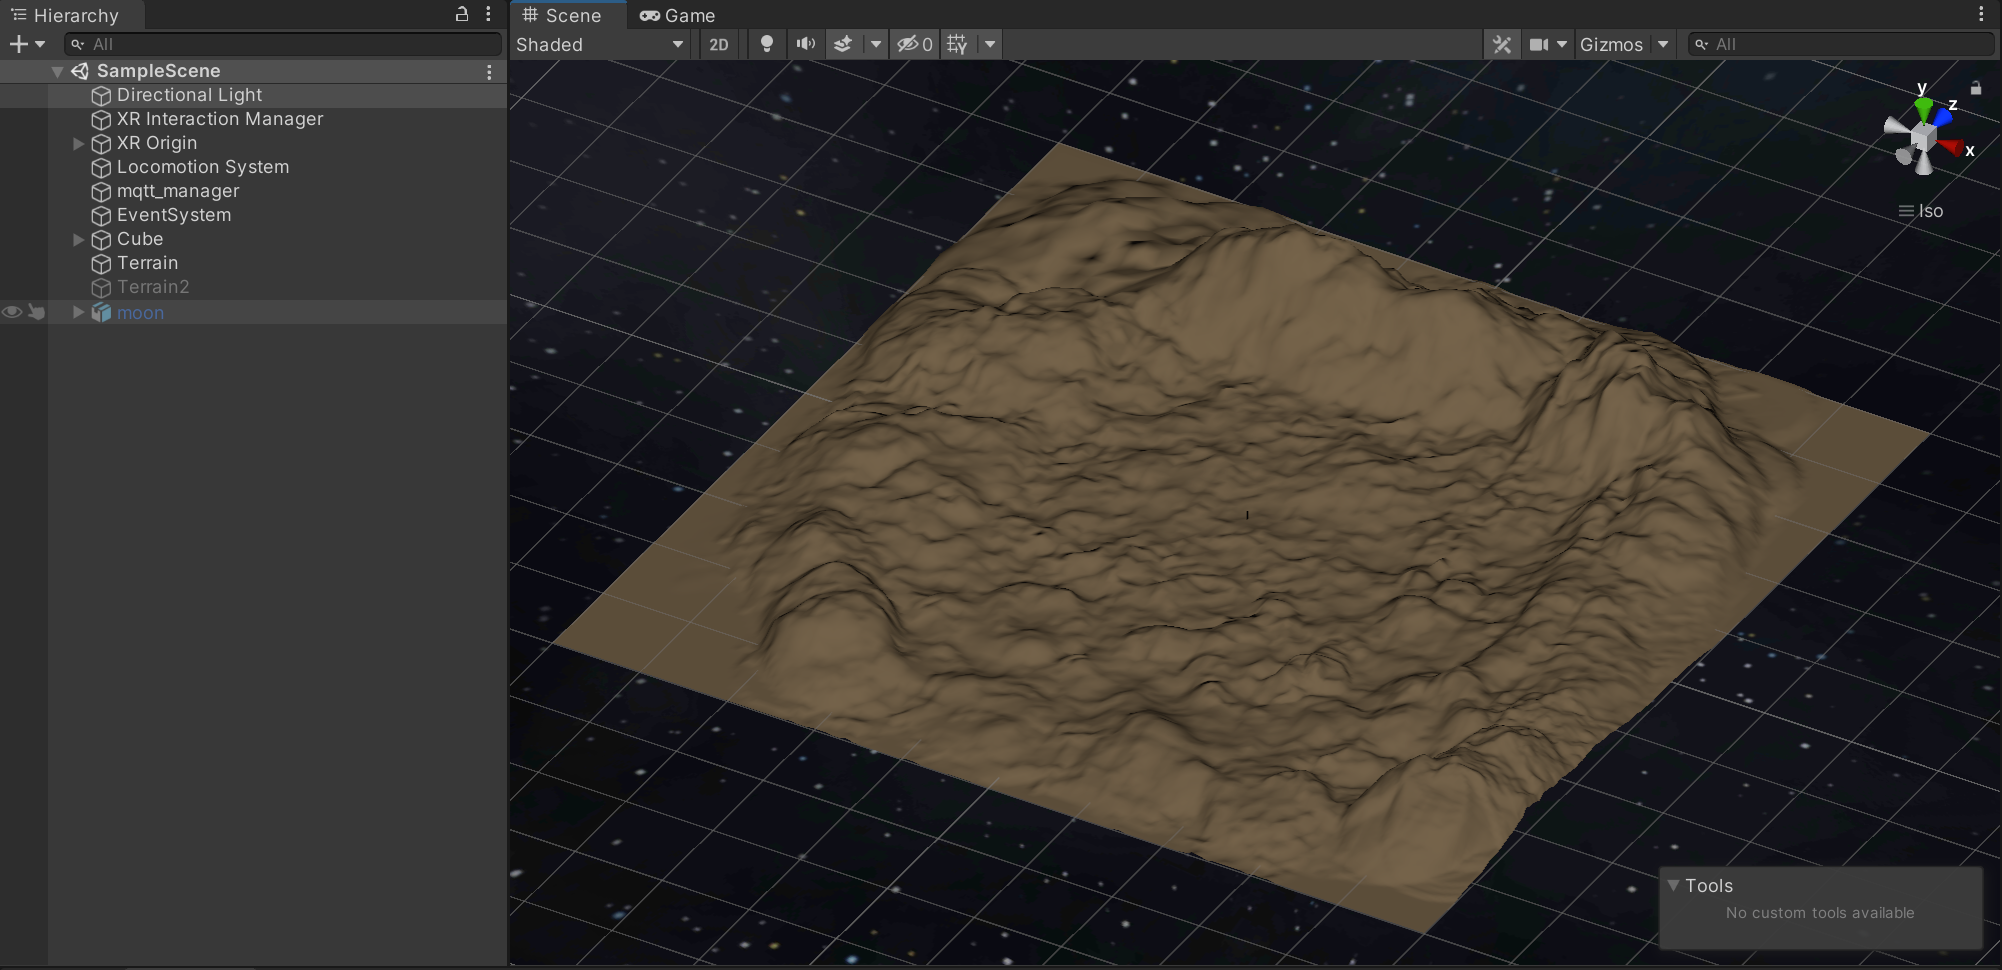 Hierarchy
All
SampleScene
Directional Light
XR Interaction Manager
XR Origin
Locomotion System
mqtt_manager
EventSystem
Cube
Terrain
Terrain2
moon
Scene
Game
Shaded
2D
0
Gizmos
All
y
z
x
Iso
Tools
No custom tools available